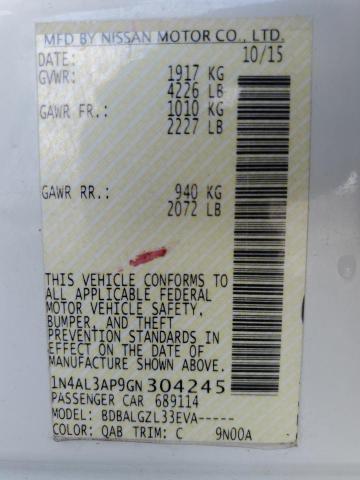 MFD BY NISSAN MOTOR CO., LTD.
DATE: 10/15
GVWR: 1917 KG
4226 LB
GAWR FR.: 1010 KG
2227 LB
GAWR RR.: 940 KG
2072 LB
THIS VEHICLE CONFORMS TO
ALL APPLICABLE FEDERAL
MOTOR VEHICLE SAFETY,
BUMPER, AND THEFT
PREVENTION STANDARDS IN
EFFECT ON THE DATE OF
MANUFACTURE SHOWN ABOVE.
1N4AL3AP9GN304245
PASSENGER CAR 689114
MODEL: BDBALGZL33EVA-----
COLOR: QAB TRIM: C 9N00A